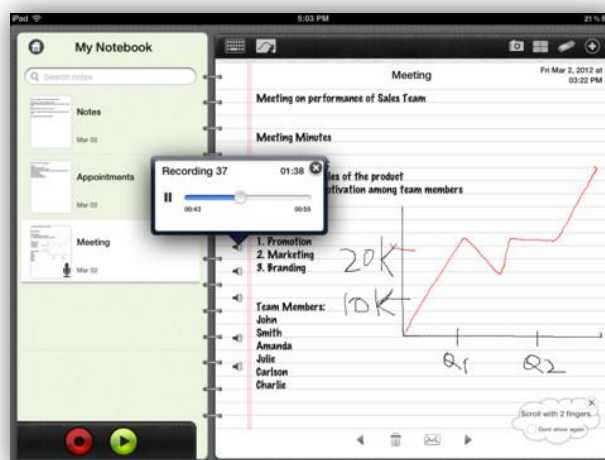 iPad
5:03 PM
21 %
My Notebook
Search notes
Notes
Mar 02
Appointments
Mar 02
Meeting
Mar 02
Meeting
Fri Mar 2, 2012 at
03:22 PM
Meeting on performance of Sales Team
Meeting Minutes
Recording 37
01:38
00:43
00:55
les of the product
otivation among team members
1. Promotion
2. Marketing
3. Branding
Team Members:
John
Smith
Amanda
Julie
Carlson
Charlie
20K
10K
Q1
Q2
Scroll with 2 fingers.
Dont show again